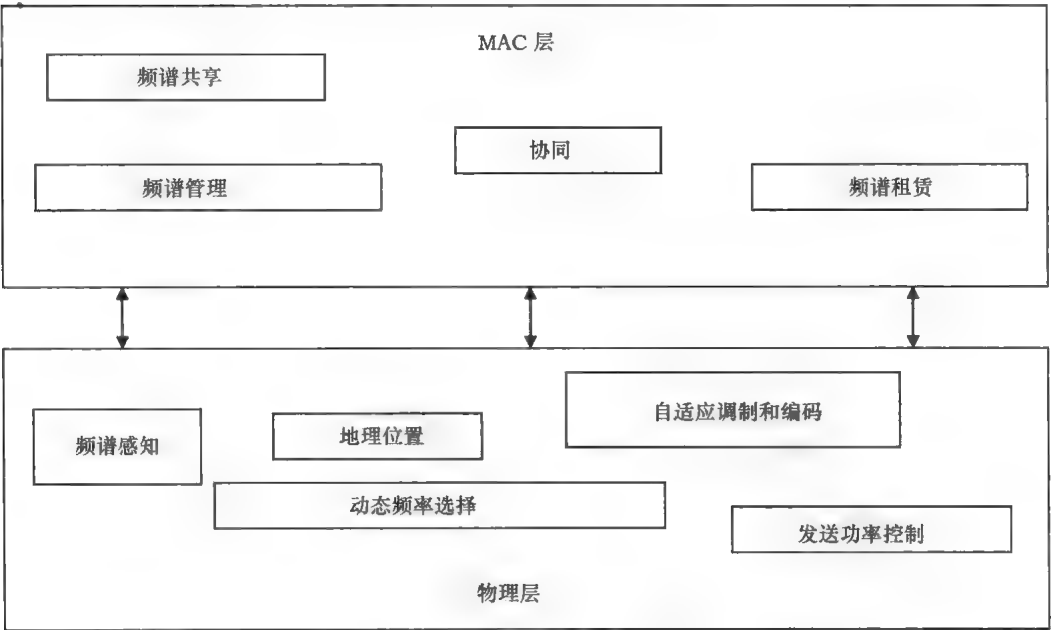 MAC 层
频谱共享
协同
频谱管理
频谱租赁
自适应调制和编码
频谱感知
地理位置
动态频率选择
发送功率控制
物理层